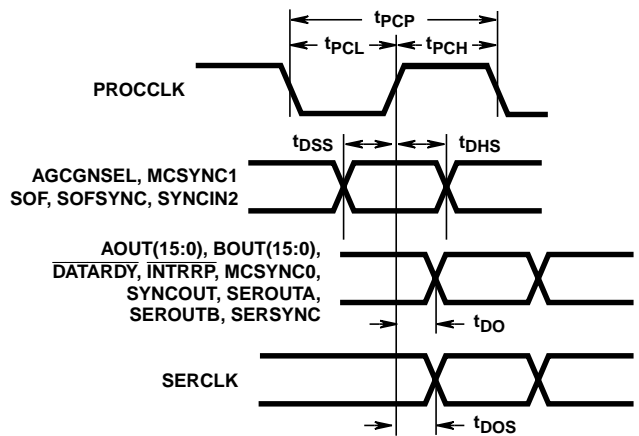 tPCP
tPCL tPCH
PROCCLK
tDSS tDHS
AGCGNSEL, MCSYNC1
SOF, SOFSYNC, SYNCIN2
AOUT(15:0), BOUT(15:0),
DATARDY, INTRRP, MCSYNC0,
SYNCOUT, SEROUTA,
SEROUTB, SERSYNC
tDO
SERCLK
tDOS